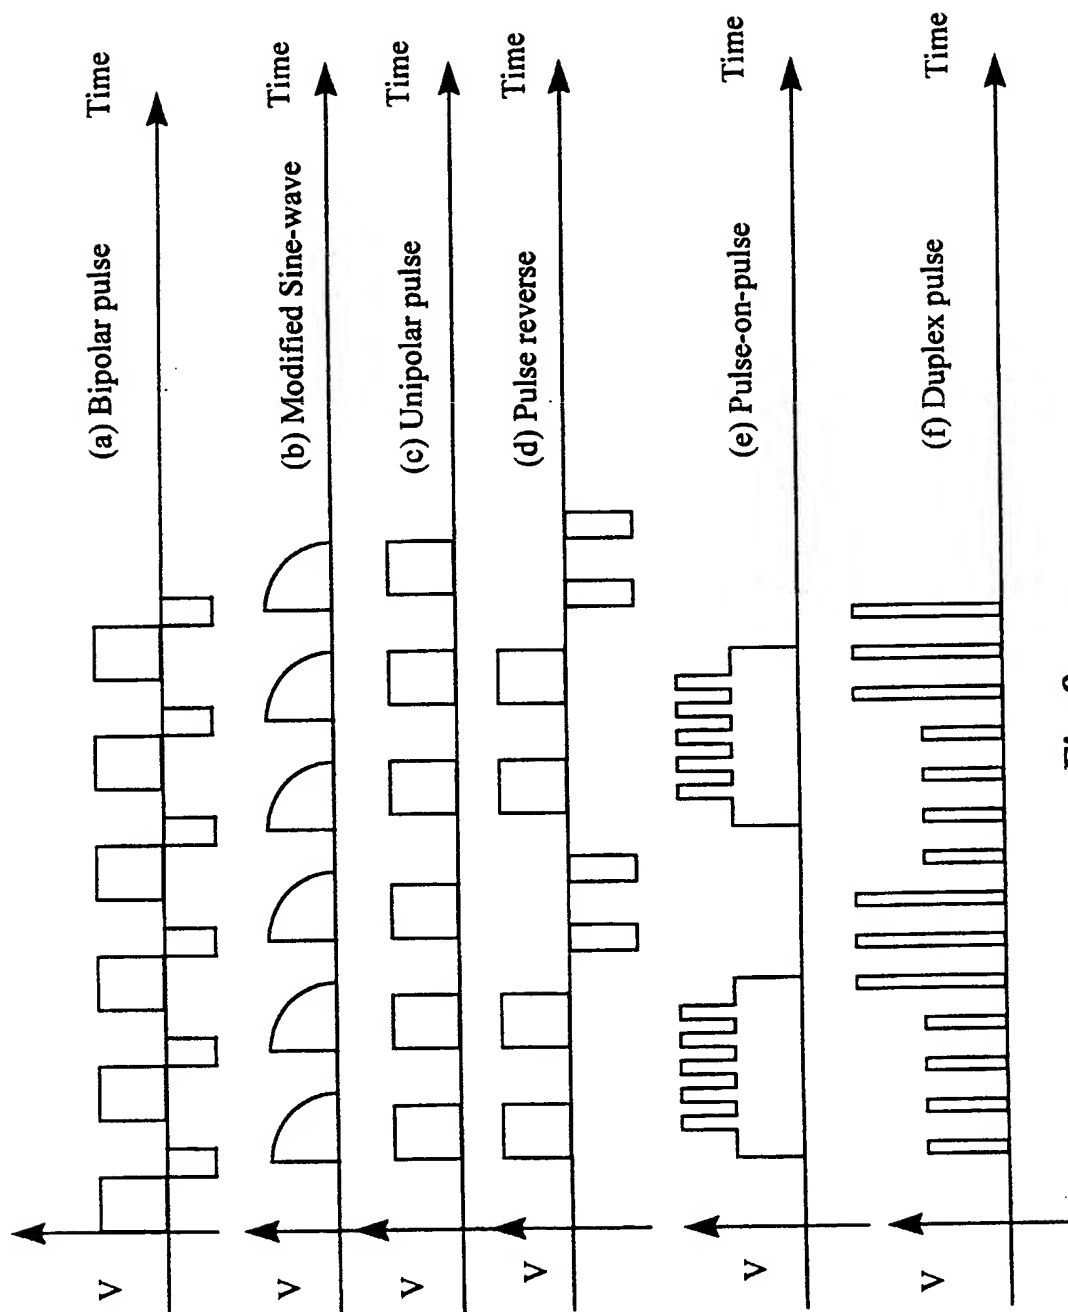 V
(a) Bipolar pulse
Time
V
(b) Modified Sine-wave
Time
V
(c) Unipolar pulse
Time
V
(d) Pulse reverse
Time
V
(e) Pulse-on-pulse
Time
V
(f) Duplex pulse
Time